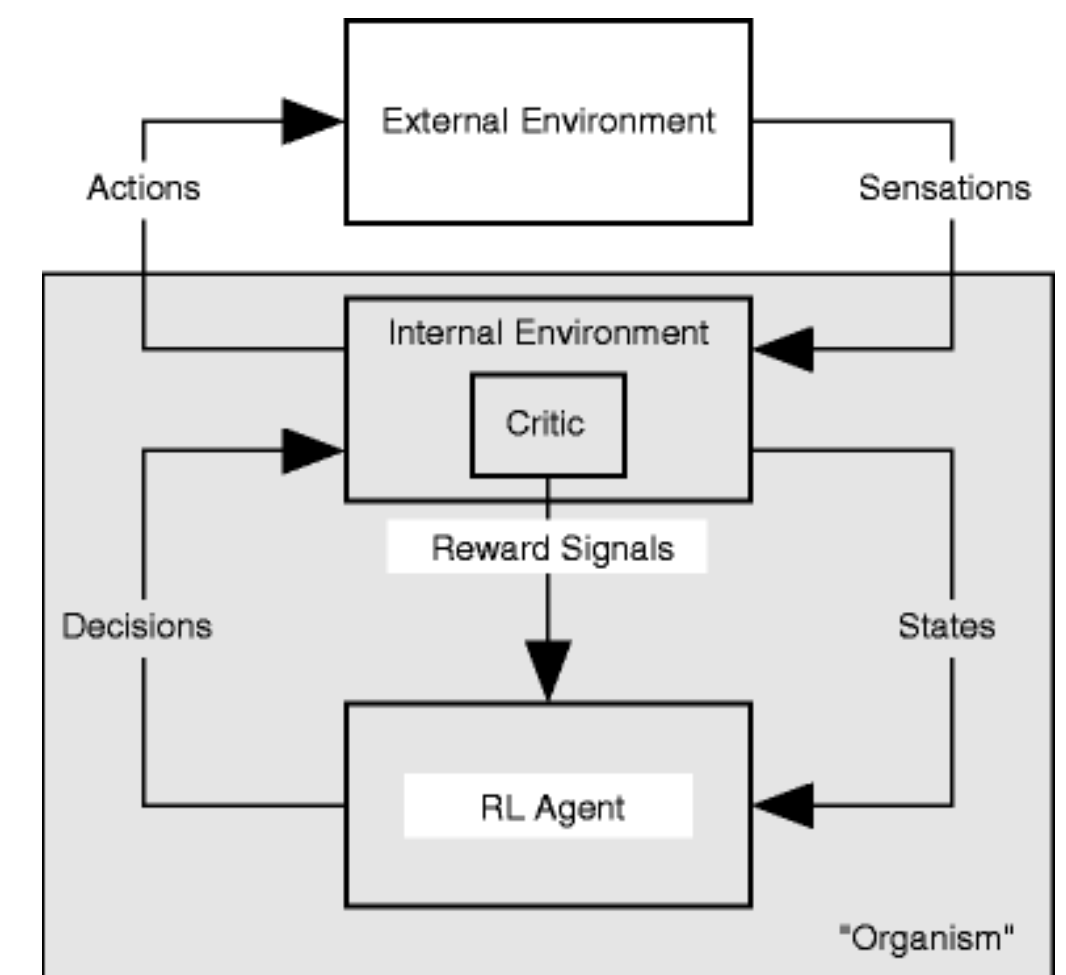 External Environment
Actions
Sensations
Internal Environment
Critic
Reward Signals
Decisions
States
RL Agent
"Organism"